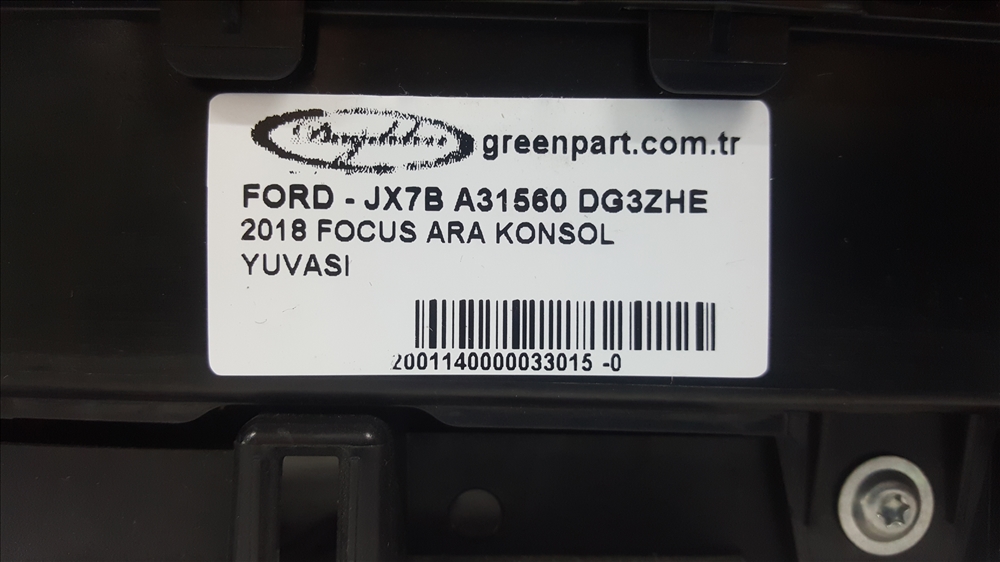 greenpart.com.tr
FORD - JX7B A31560 DG3ZHE
2018 FOCUS ARA KONSOL
YUVASI
2001140000033015 -0